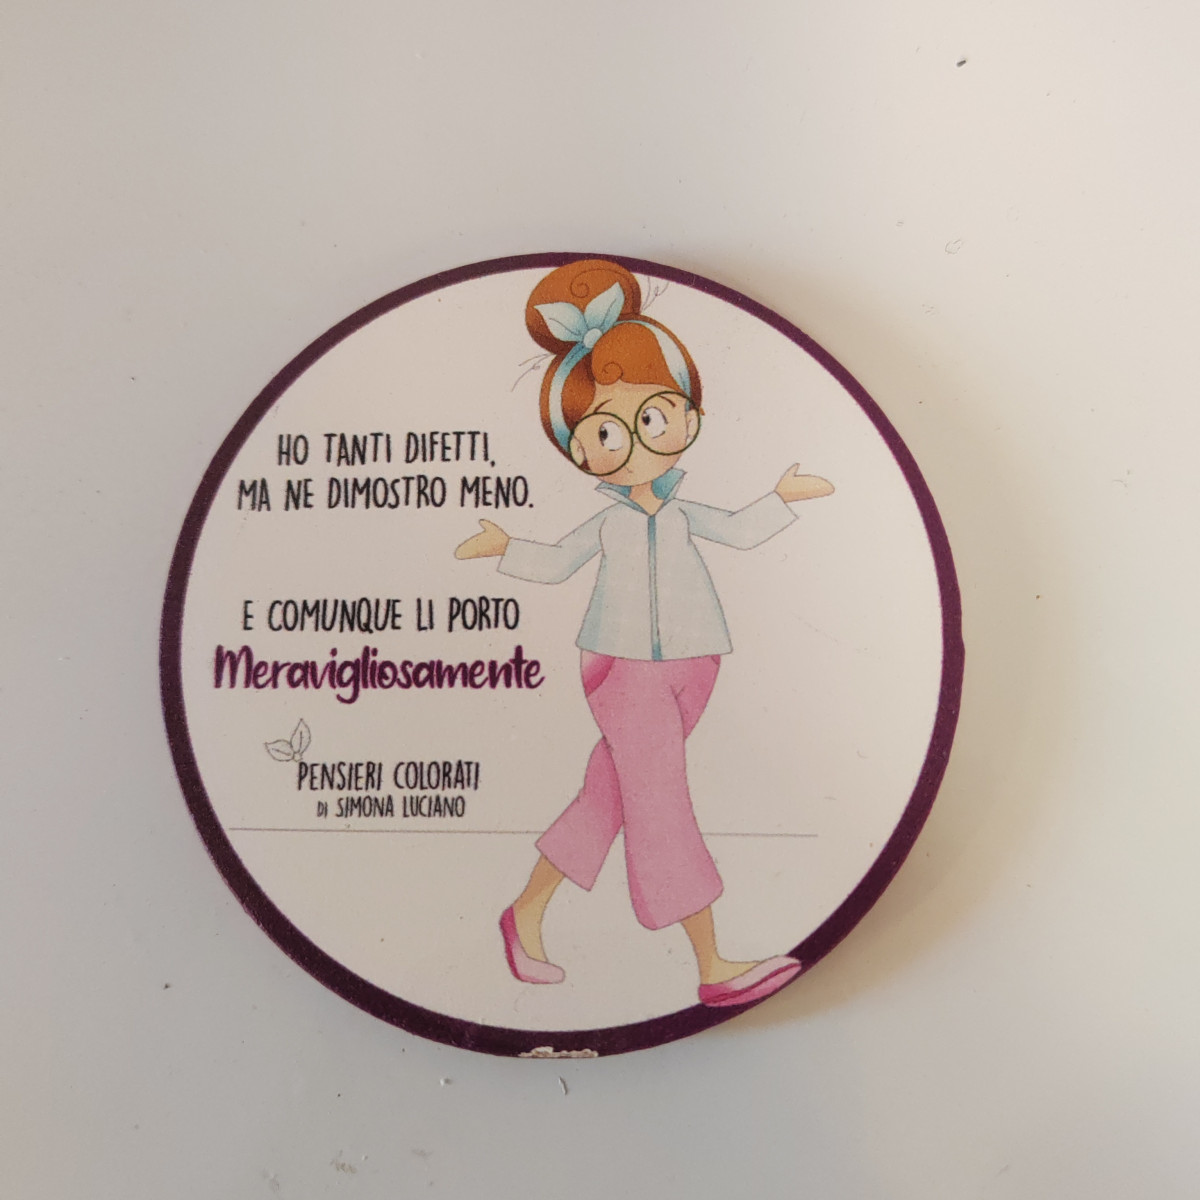 HO TANTI DIFETTI,
MA NE DIMOSTRO MENO.
E COMUNQUE LI PORTO
Meravigliosamente
PENSIERI COLORATI
DI SIMONA LUCIANO